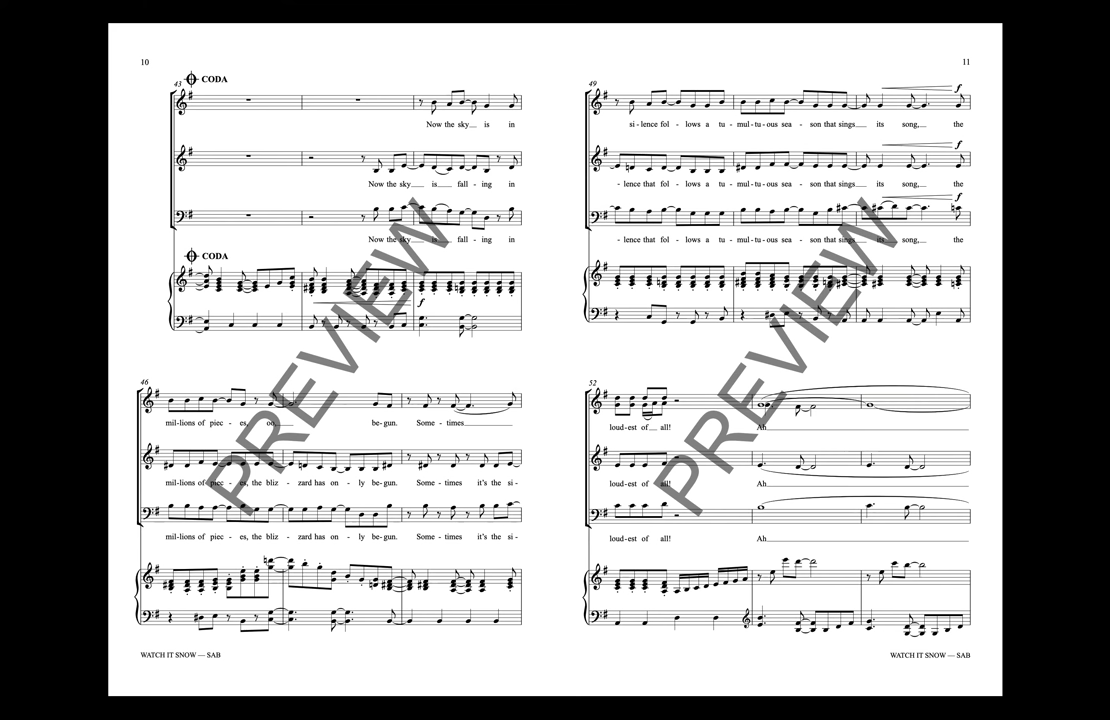 10
CODA
43
Now the sky is in
Now the sky is fall - ing in
Now the sky is fall - ing in
CODA
f
46
mil-lions of piec - es, oo, be-gun. Some-times
mil-lions of piec - es, the bliz - zard has on - ly be-gun. Some - times it's the si-
mil-lions of piec - es, the bliz - zard has on - ly be-gun. Some - times it's the si-
WATCH IT SNOW — SAB
11
49
f
si-lence fol - lows a tu - mul-tu-ous sea - son that sings its song, the
f
-lence that fol - lows a tu - mul-tu-ous sea - son that sings its song, the
f
-lence that fol - lows a tu - mul-tu-ous sea - son that sings its song, the
52
loud-est of all! Ah
loud-est of all! Ah
loud-est of all! Ah
WATCH IT SNOW — SAB
PREVIEW
PREVIEW